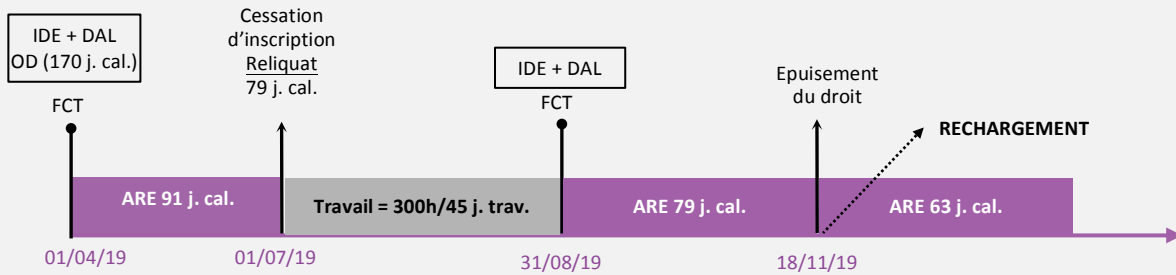 IDE + DAL
OD (170 j. cal.)
FCT
Cessation
d’inscription
Reliquat
79 j. cal.
IDE + DAL
FCT
Epuisement
du droit
RECHARGEMENT
ARE 91 j. cal.
Travail = 300h/45 j. trav.
ARE 79 j. cal.
ARE 63 j. cal.
01/04/19
01/07/19
31/08/19
18/11/19